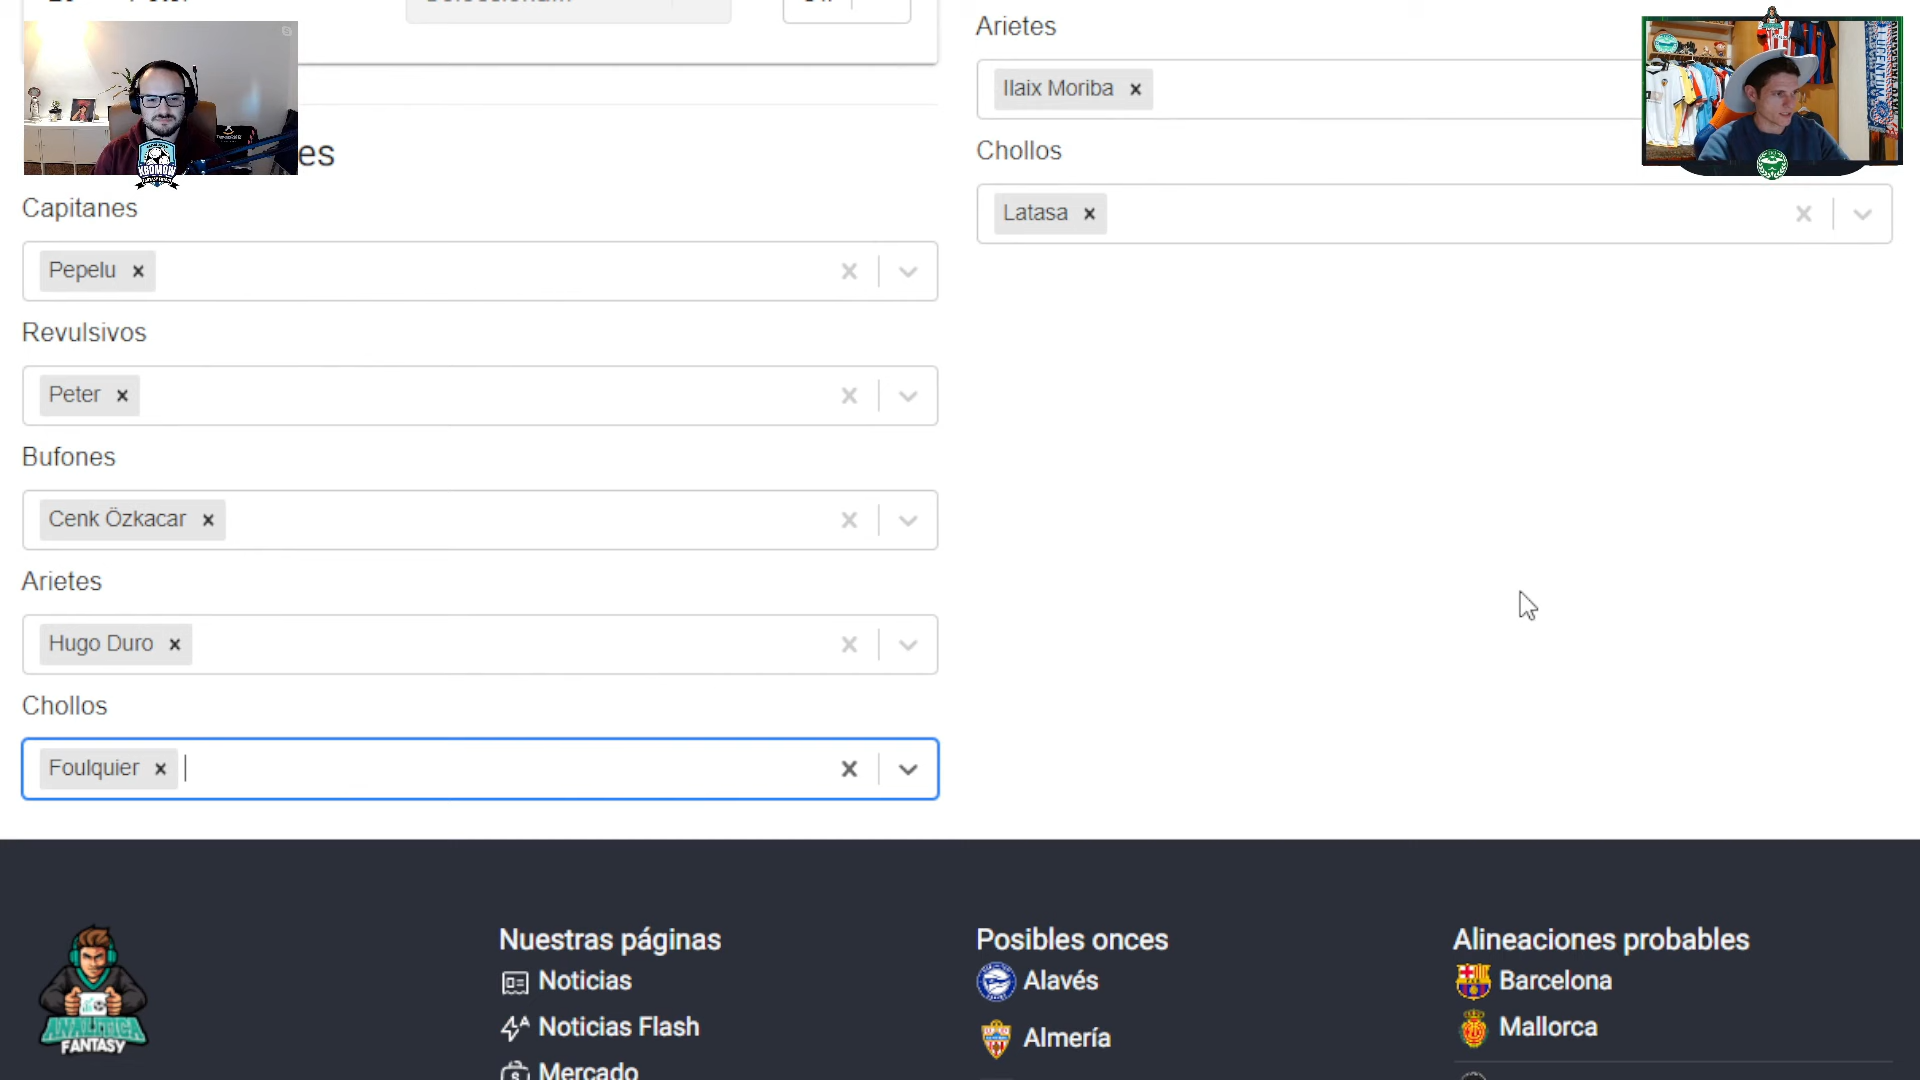 es
Capitanes
Pepelu
Revulsivos
Peter
Bufones
Cenk Özkacar
Arietes
Hugo Duro
Chollos
Foulquier
Arietes
Ilaix Moriba
Chollos
Latasa
ANALITICA
FANTASY
Nuestras páginas
Noticias
Noticias Flash
Mercado
Posibles onces
Alavés
Almería
Alineaciones probables
Barcelona
Mallorca